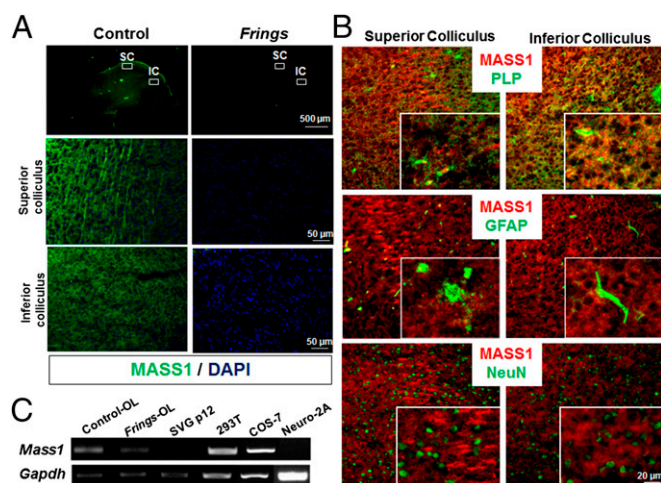 A
Control
Frings
SC
IC
SC
IC
500 µm
Superior
colliculus
50 µm
Inferior
colliculus
50 µm
MASS1 / DAPI
B
Superior Colliculus
Inferior Colliculus
MASS1
PLP
MASS1
GFAP
MASS1
NeuN
20 µm
C
Control-OL
Frings-OL
SVG p12
293T
COS-7
Neuro-2A
Mass1
Gapdh